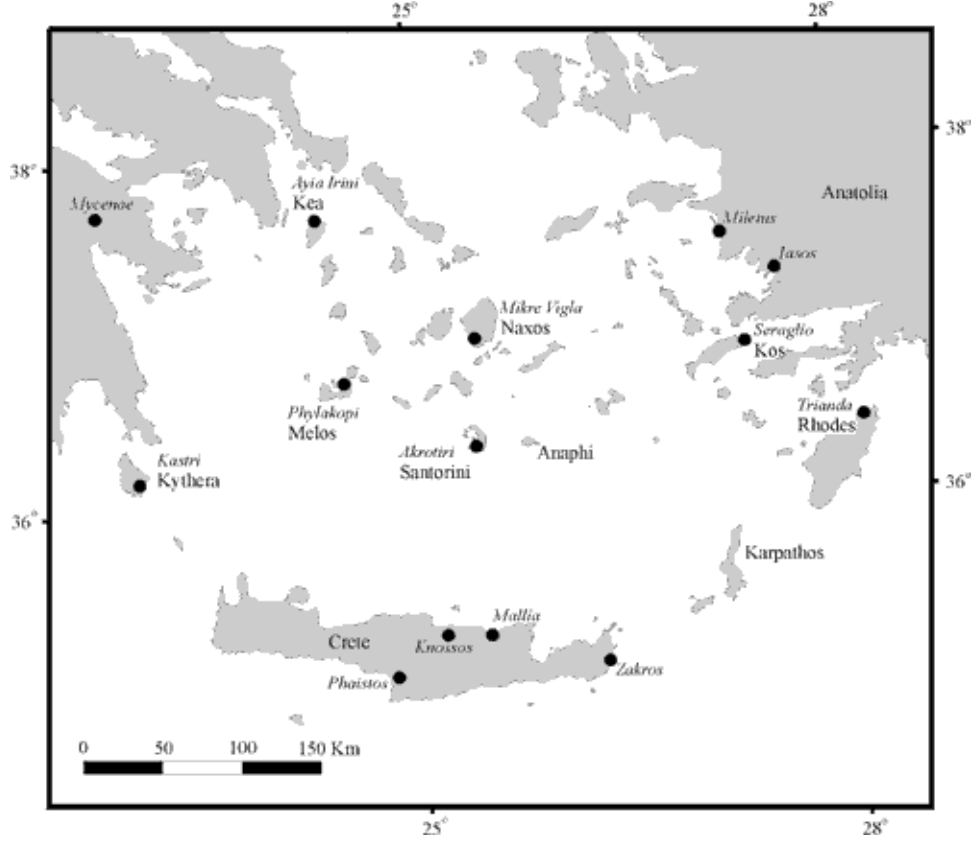 25°
28°
38°
38°
Anatolia
Ayia Irini
Kea
Mycenae
Miletus
Iasos
Mikre Vigla
Naxos
Seraglio
Kos
Phylakopi
Melos
Trianda
Rhodes
Akrotiri
Santorini
Anaphi
Kastri
Kythera
36°
36°
Karpathos
Mallia
Crete
Knossos
Phaistos
Zakros
0 50 100 150 Km
25°
28°